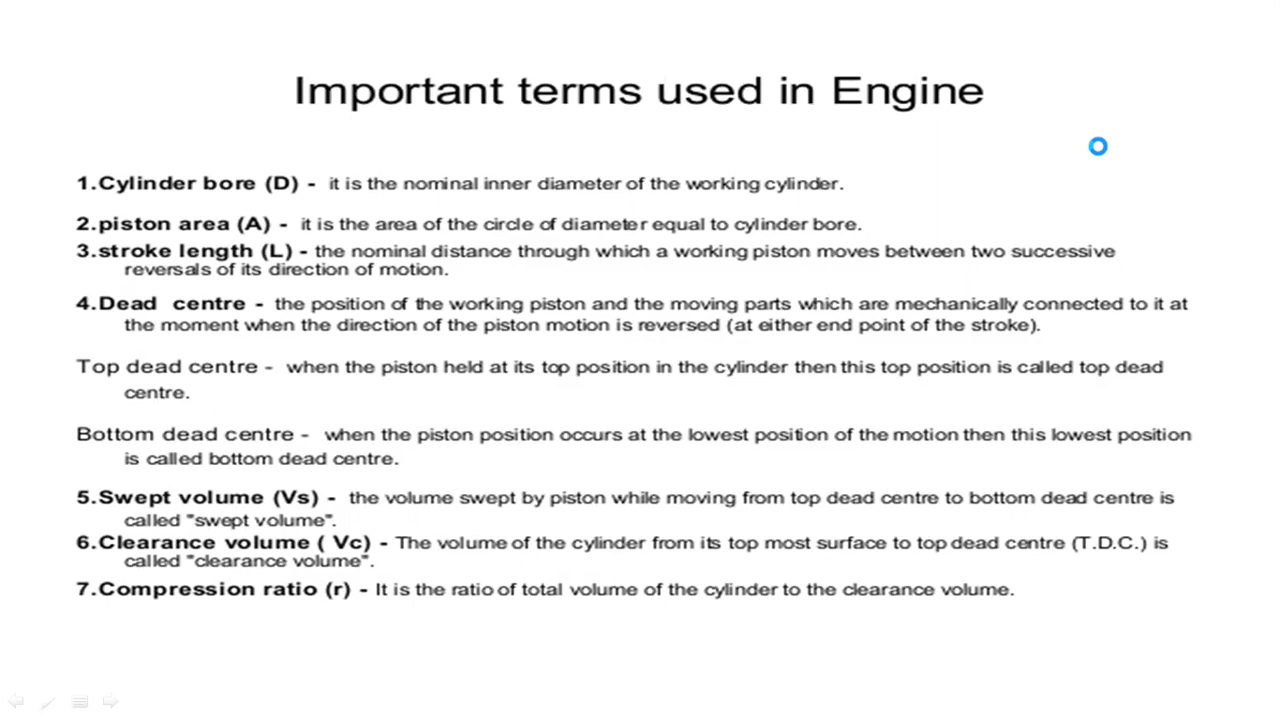 Important terms used in Engine
1.Cylinder bore (D) - it is the nominal inner diameter of the working cylinder.
2.piston area (A) - it is the area of the circle of diameter equal to cylinder bore.
3.stroke length (L) - the nominal distance through which a working piston moves between two successive
reversals of its direction of motion.
4.Dead centre - the position of the working piston and the moving parts which are mechanically connected to it at
the moment when the direction of the piston motion is reversed (at either end point of the stroke).
Top dead centre - when the piston held at its top position in the cylinder then this top position is called top dead
centre.
Bottom dead centre - when the piston position occurs at the lowest position of the motion then this lowest position
is called bottom dead centre.
5.Swept volume (Vs) - the volume swept by piston while moving from top dead centre to bottom dead centre is
called "swept volume".
6.Clearance volume ( Vc) - The volume of the cylinder from its top most surface to top dead centre (T.D.C.) is
called "clearance volume".
7.Compression ratio (r) - It is the ratio of total volume of the cylinder to the clearance volume.